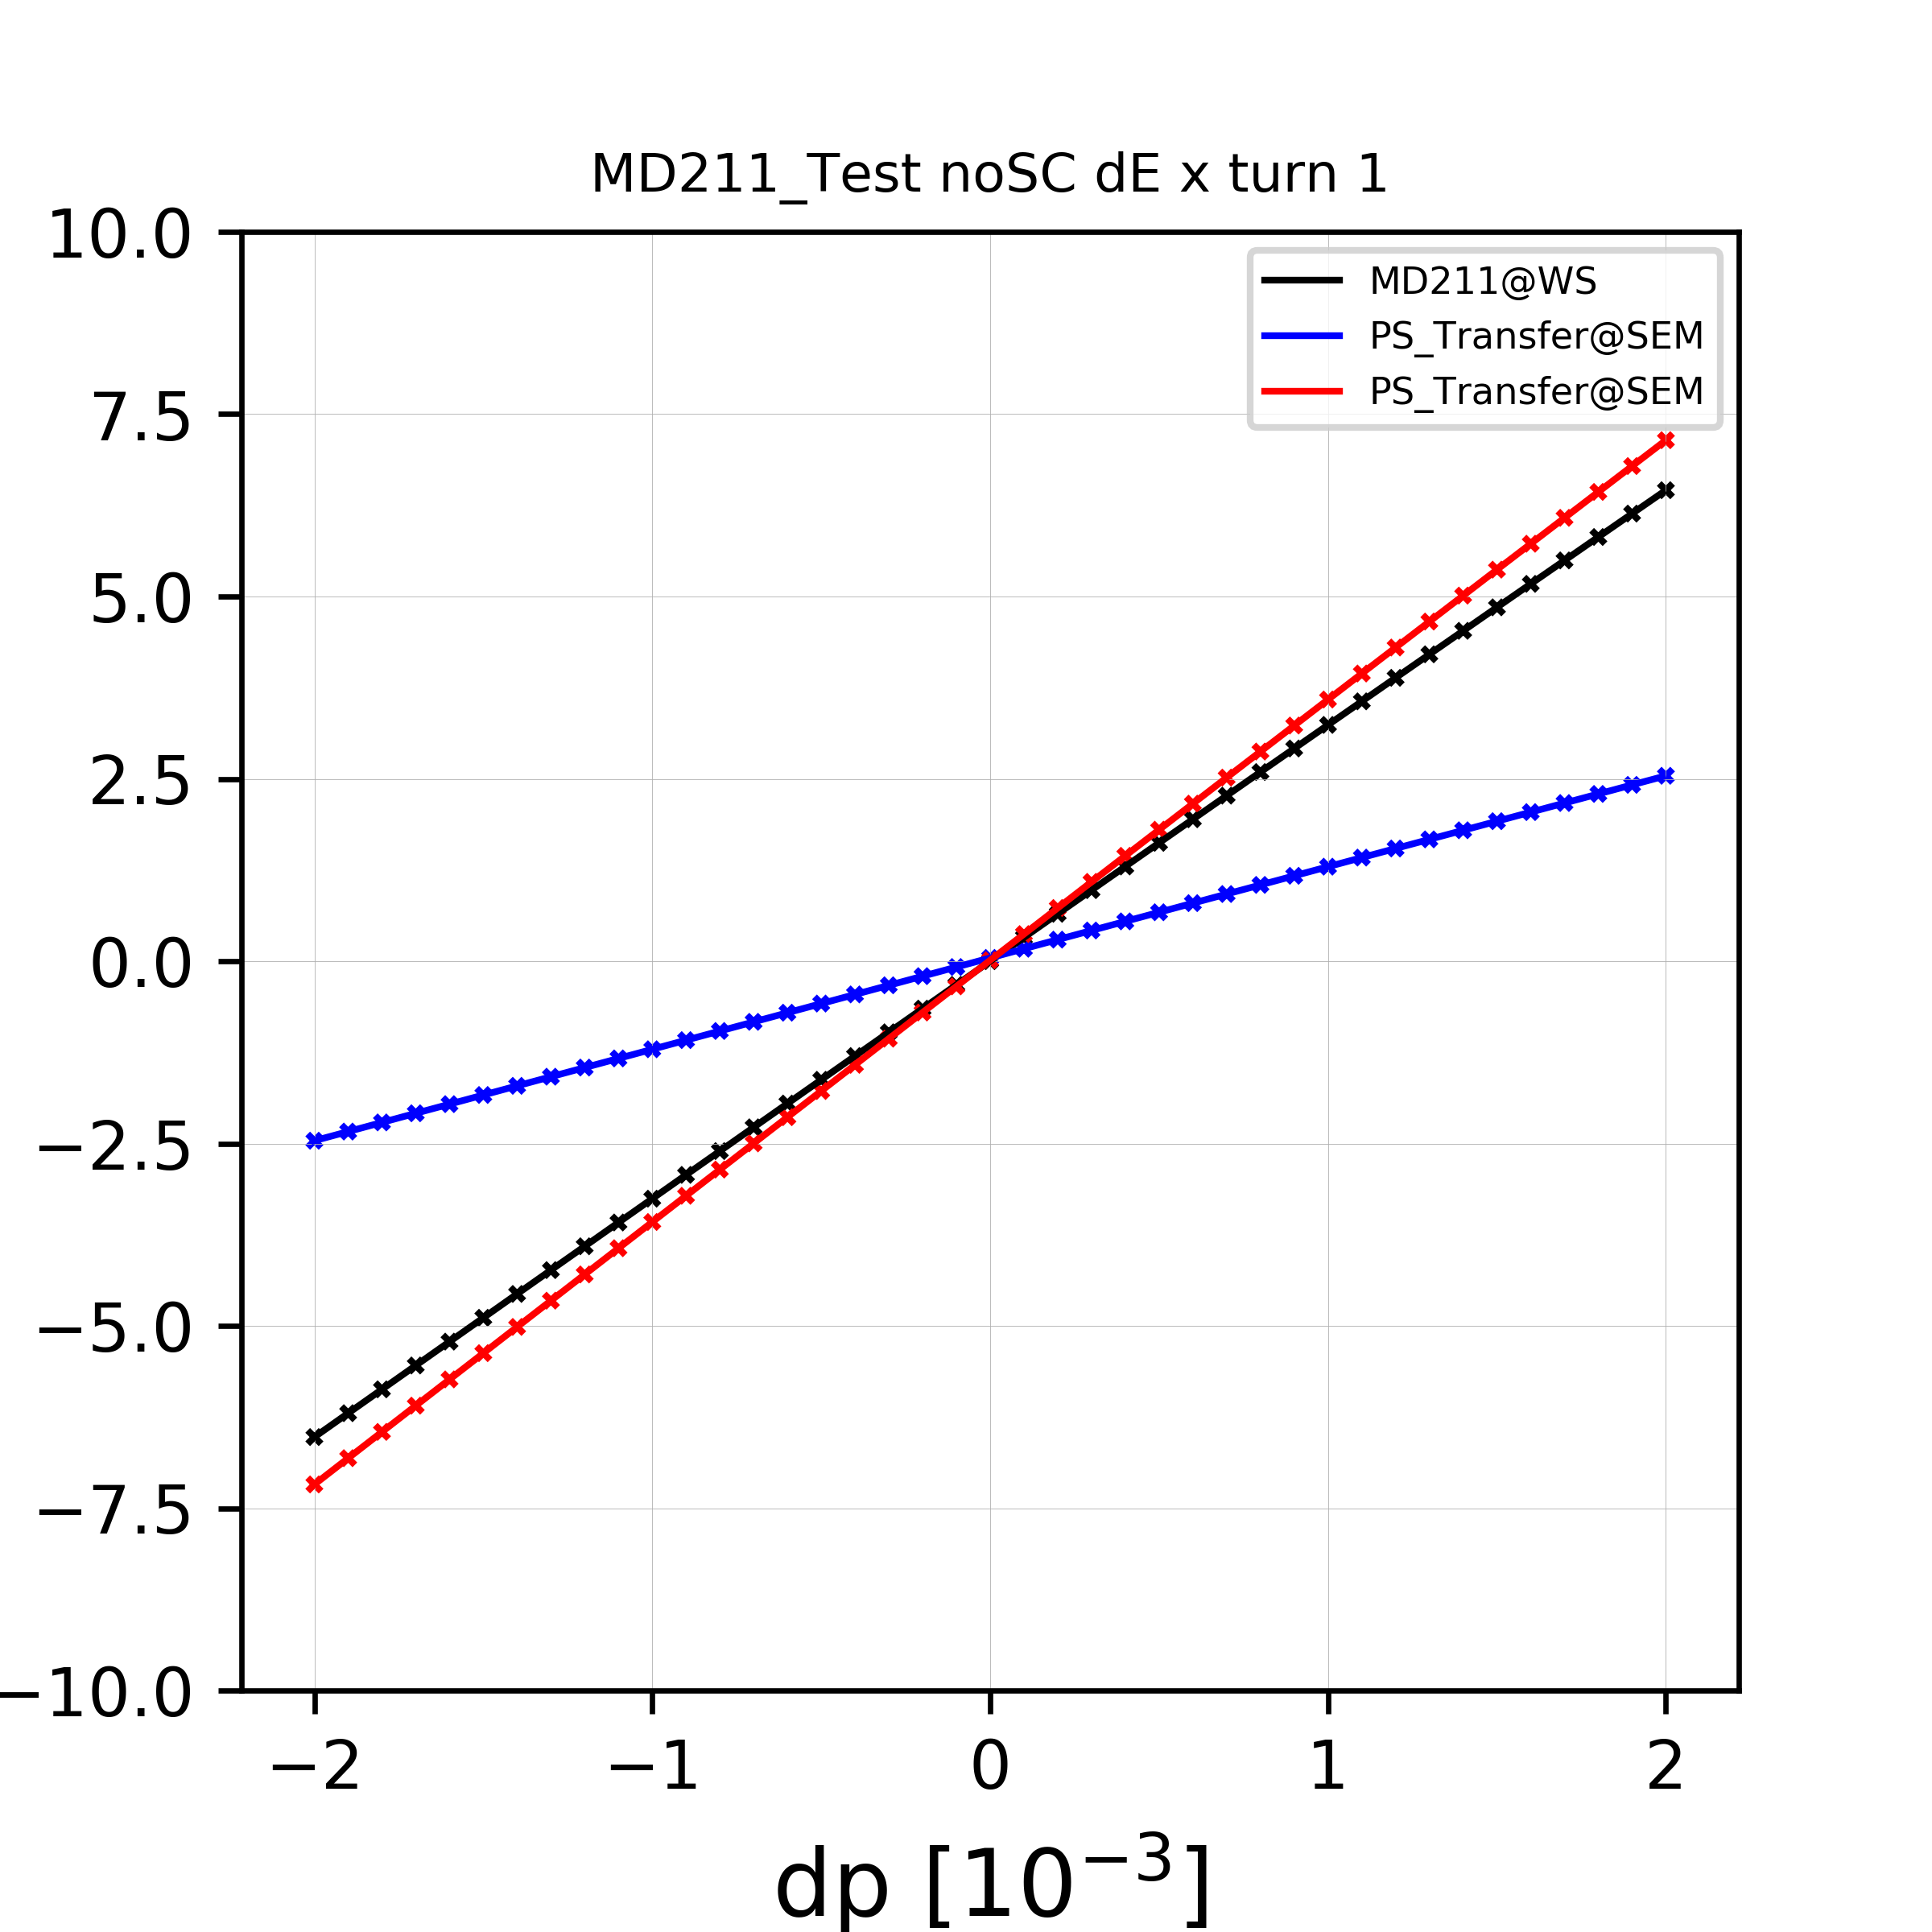 MD211_Test noSC dE x turn 1
10.0
7.5
5.0
2.5
0.0
−2.5
−5.0
−7.5
−10.0
MD211@WS
PS_Transfer@SEM
PS_Transfer@SEM
−2 −1 0 1 2
dp [10⁻³]